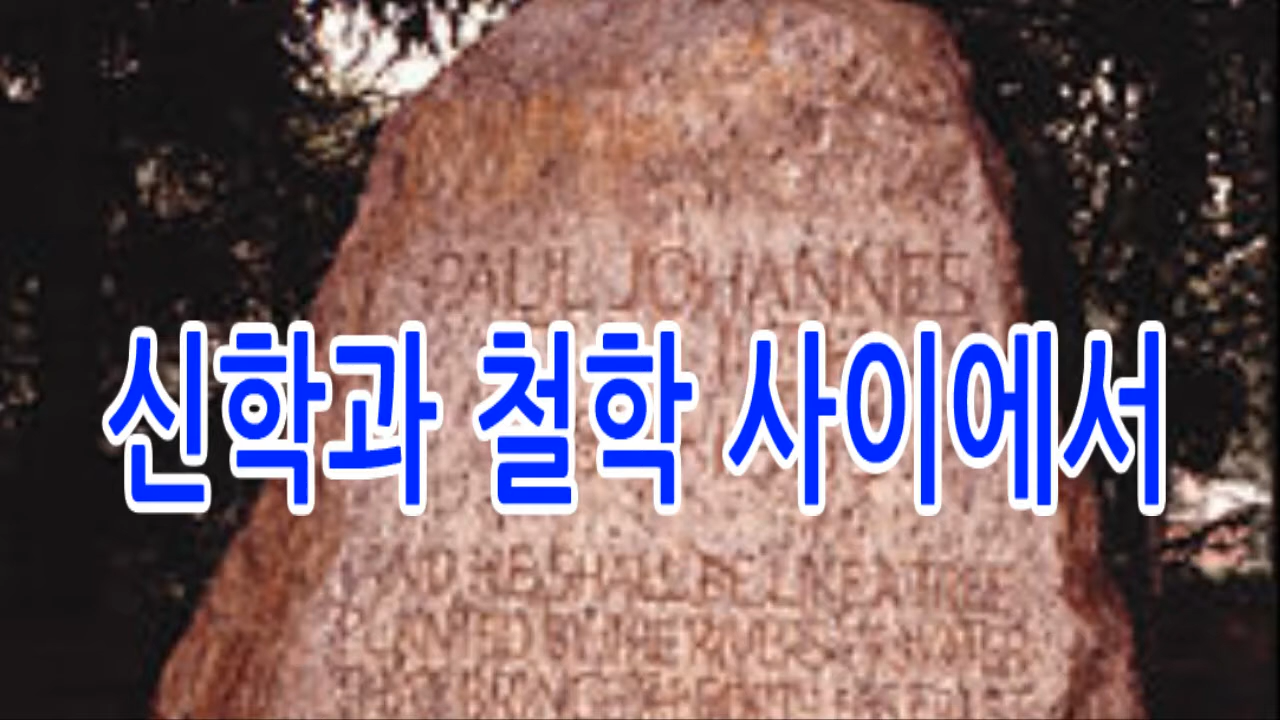 PAUL JOHANNES
신학과 철학 사이에서
AND HE SHALL BE LIKE A TREE
PLANTED BY THE RIVERS OF WATER